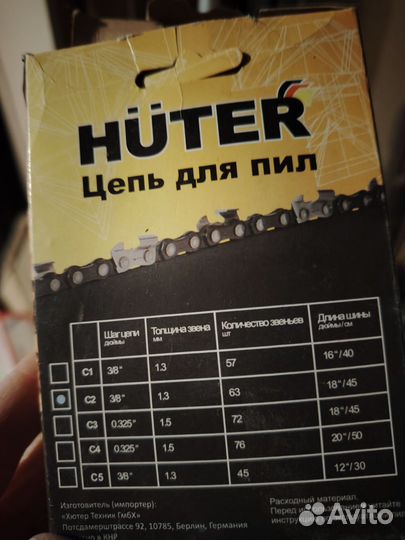 HÜTER
Цепь для пил
Шаг цепи дюймы Толщина звена мм Количество звеньев шт Длина шины дюймы/см
C1 3/8" 1.3 57 16"/40
C2 3/8" 1.3 63 18"/45
C3 0.325" 1.5 72 18"/45
C4 0.325" 1.5 76 20"/50
C5 3/8" 1.3 45 12"/30
Изготовитель (импортер):
«Хютер Техник ГмбХ»
Потсдамерштрассе 92, 10785, Берлин, Германия
в КНР
Расходный материал.
Перед
инструкци
Avito